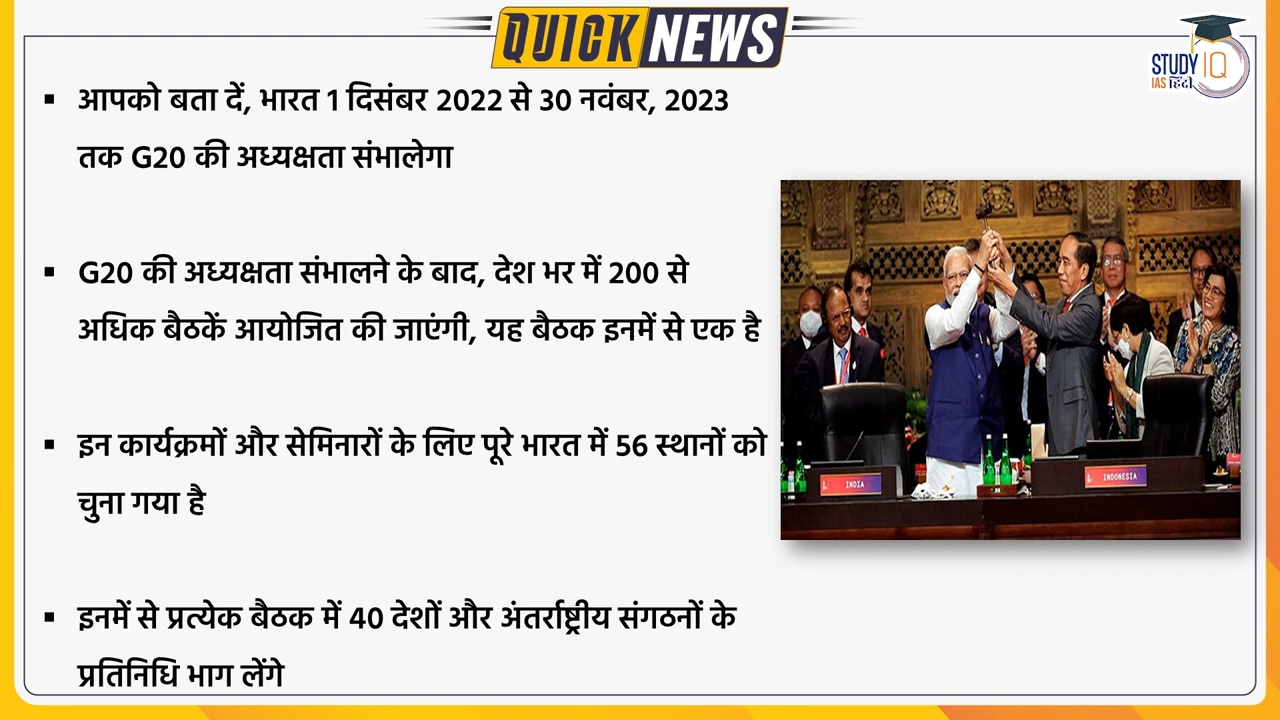 QUICK NEWS
STUDY IQ
IAS हिंदी
▪ आपको बता दें, भारत 1 दिसंबर 2022 से 30 नवंबर, 2023
तक G20 की अध्यक्षता संभालेगा
▪ G20 की अध्यक्षता संभालने के बाद, देश भर में 200 से
अधिक बैठकें आयोजित की जाएंगी, यह बैठक इनमें से एक है
▪ इन कार्यक्रमों और सेमिनारों के लिए पूरे भारत में 56 स्थानों को
चुना गया है
▪ इनमें से प्रत्येक बैठक में 40 देशों और अंतर्राष्ट्रीय संगठनों के
प्रतिनिधि भाग लेंगे
INDIA
INDONESIA